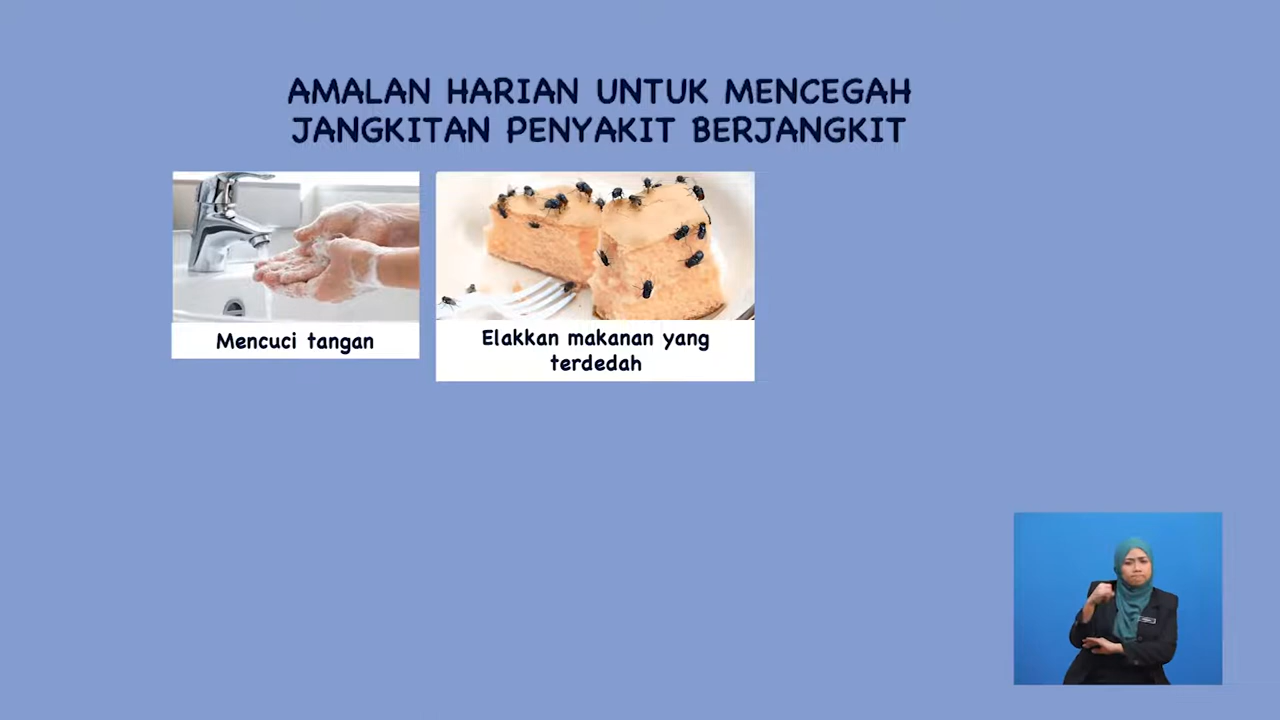 AMALAN HARIAN UNTUK MENCEGAH
JANGKITAN PENYAKIT BERJANGKIT
Mencuci tangan
Elakkan makanan yang
terdedah